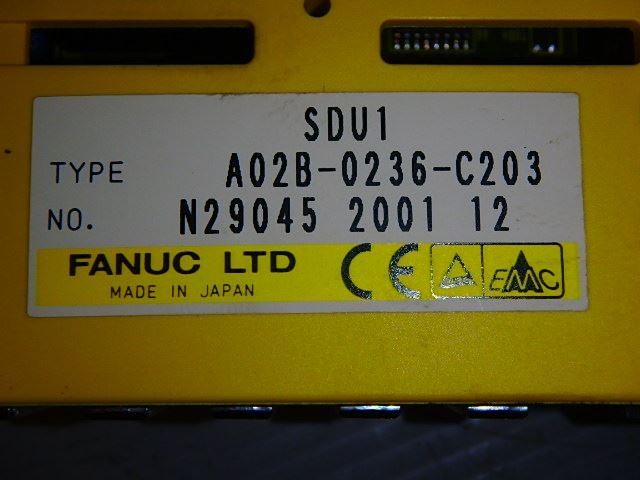 SDU1
TYPE A02B-0236-C203
NO. N29045 2001 12
FANUC LTD CE EMC
MADE IN JAPAN